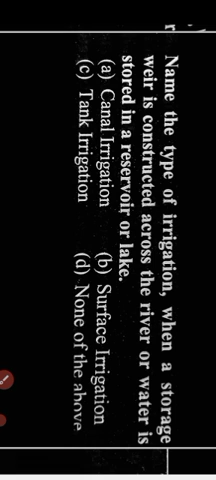 Name the type of irrigation, when a storage
weir is constructed across the river or water is
stored in a reservoir or lake.
(a) Canal Irrigation (b) Surface Irrigation
(c) Tank Irrigation (d) None of the above